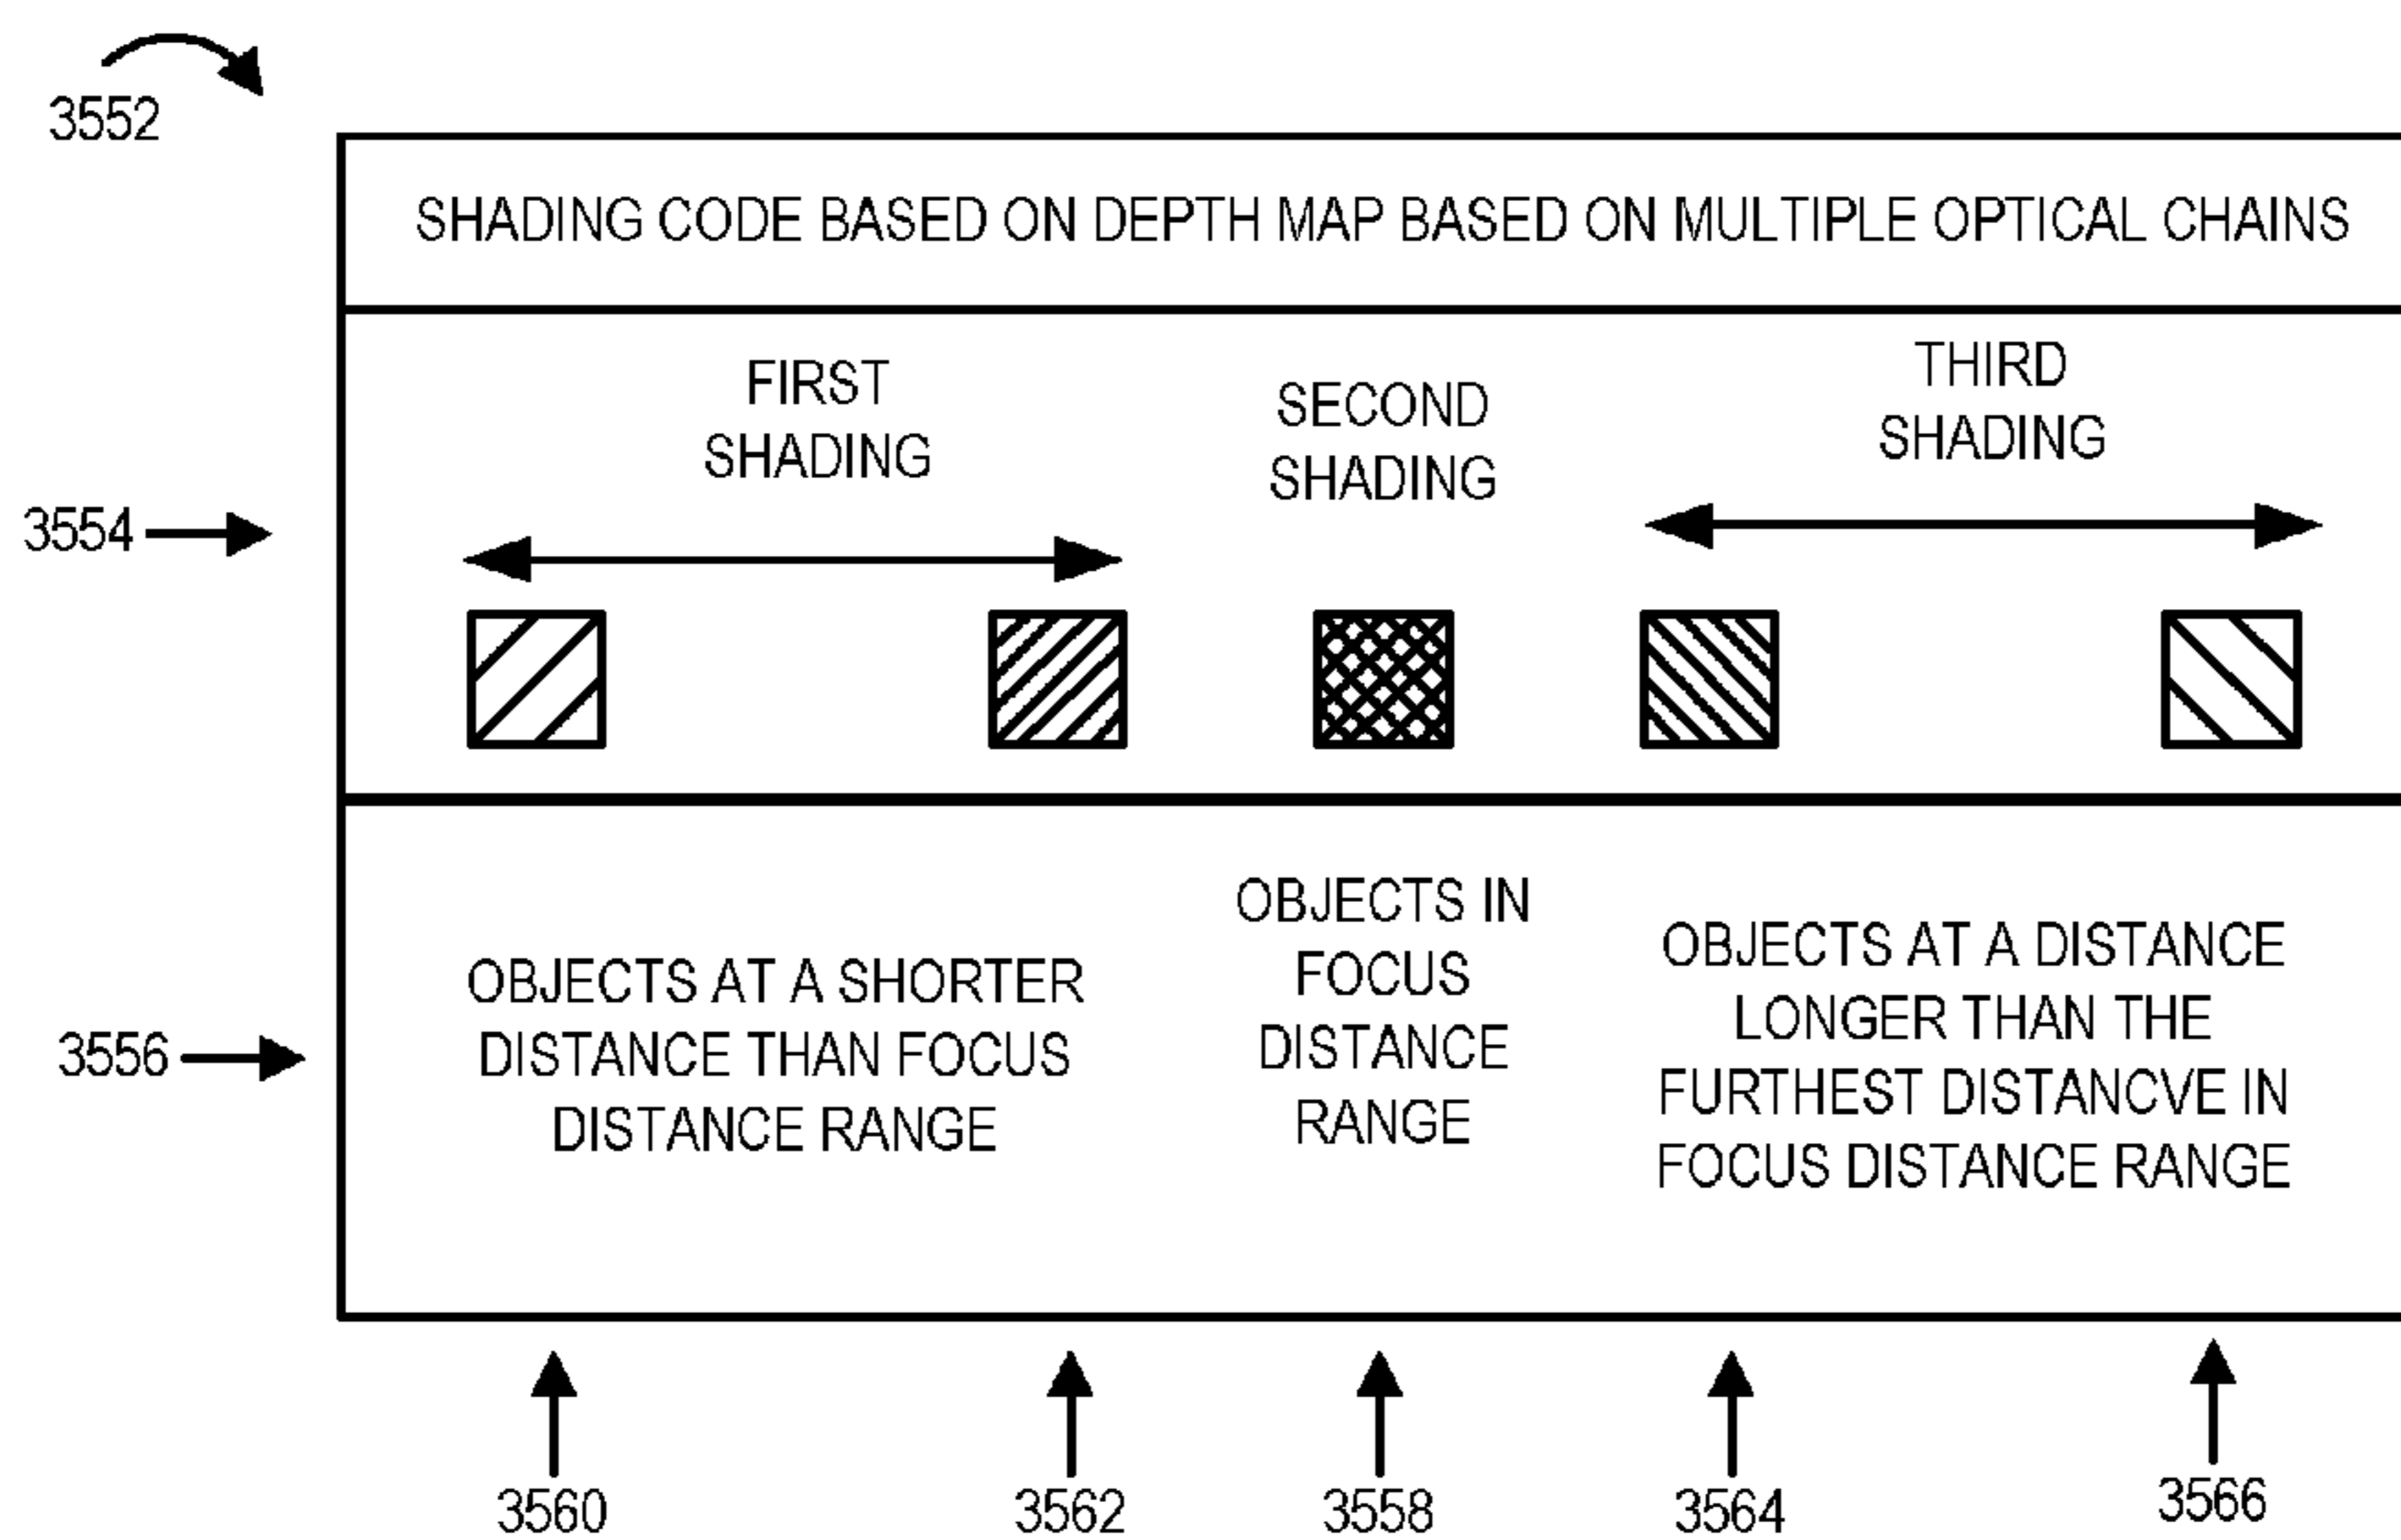 3552
SHADING CODE BASED ON DEPTH MAP BASED ON MULTIPLE OPTICAL CHAINS
FIRST
SHADING
SECOND
SHADING
THIRD
SHADING
3554
3556
OBJECTS AT A SHORTER
DISTANCE THAN FOCUS
DISTANCE RANGE
OBJECTS IN
FOCUS
DISTANCE
RANGE
OBJECTS AT A DISTANCE
LONGER THAN THE
FURTHEST DISTANCVE IN
FOCUS DISTANCE RANGE
3560
3562
3558
3564
3566